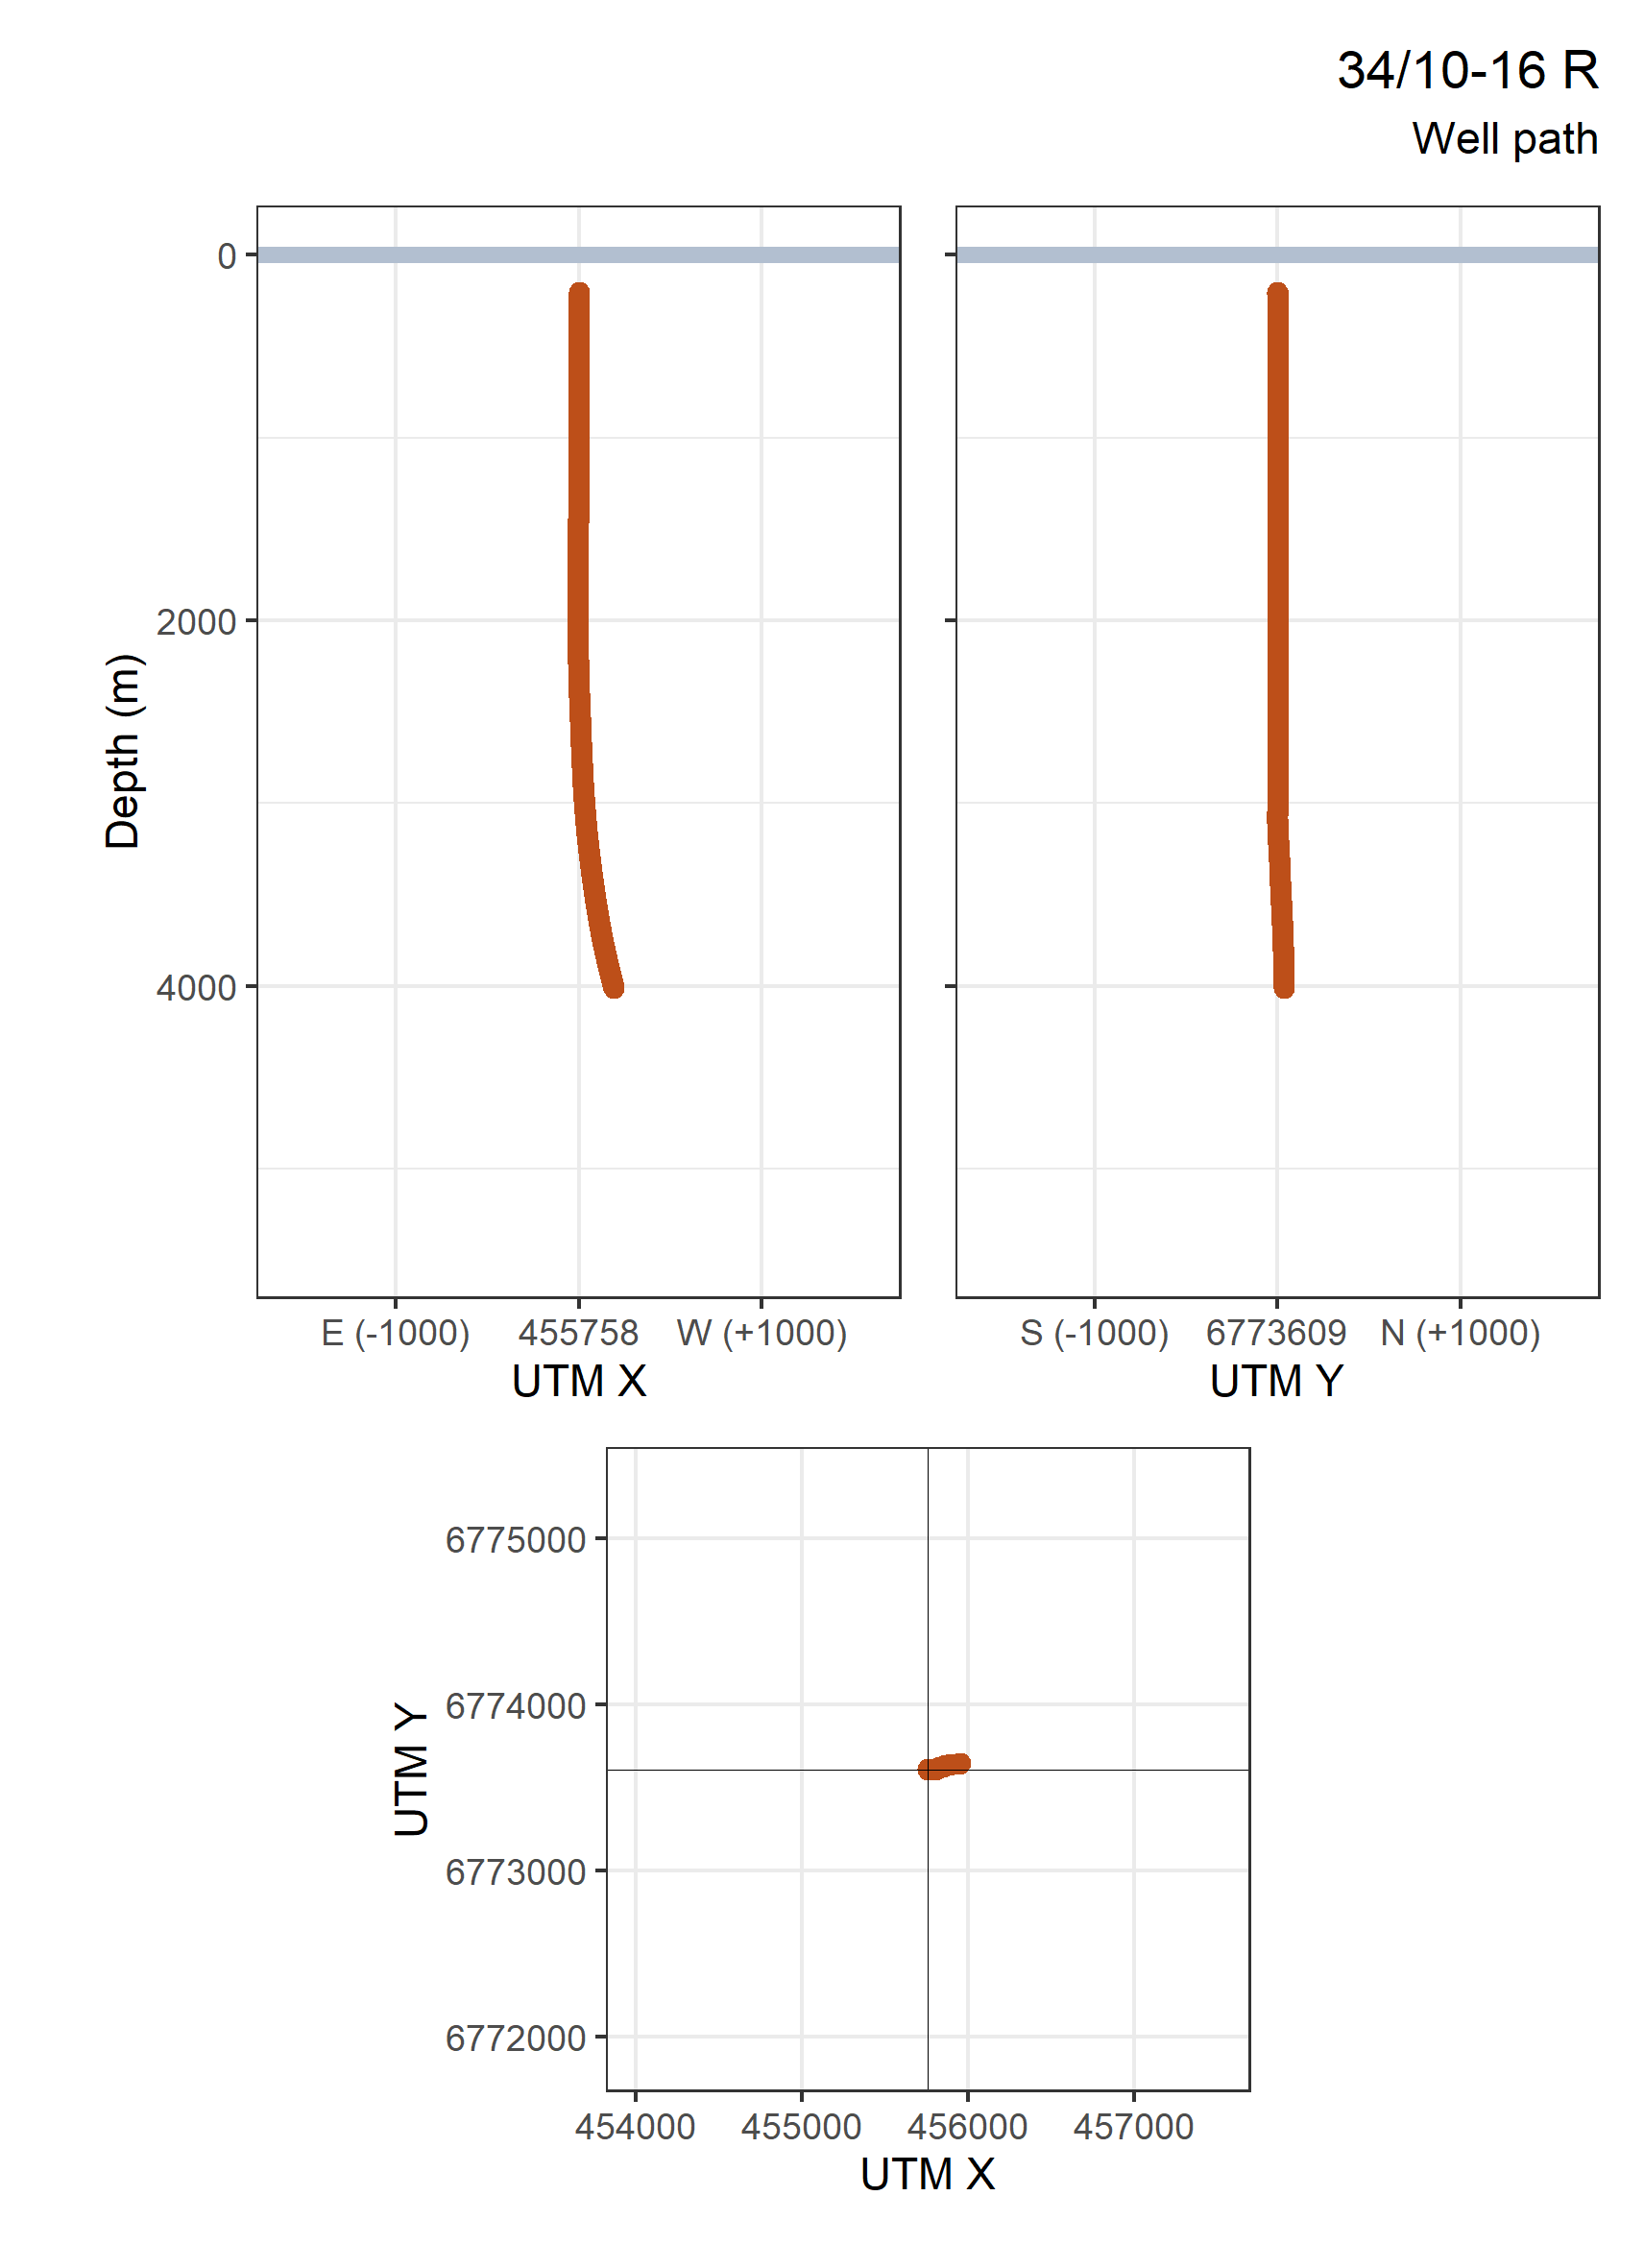 34/10-16 R
Well path
0
2000
4000
Depth (m)
E (-1000) 455758 W (+1000)
UTM X
S (-1000) 6773609 N (+1000)
UTM Y
6775000
6774000
6773000
6772000
UTM Y
454000 455000 456000 457000
UTM X